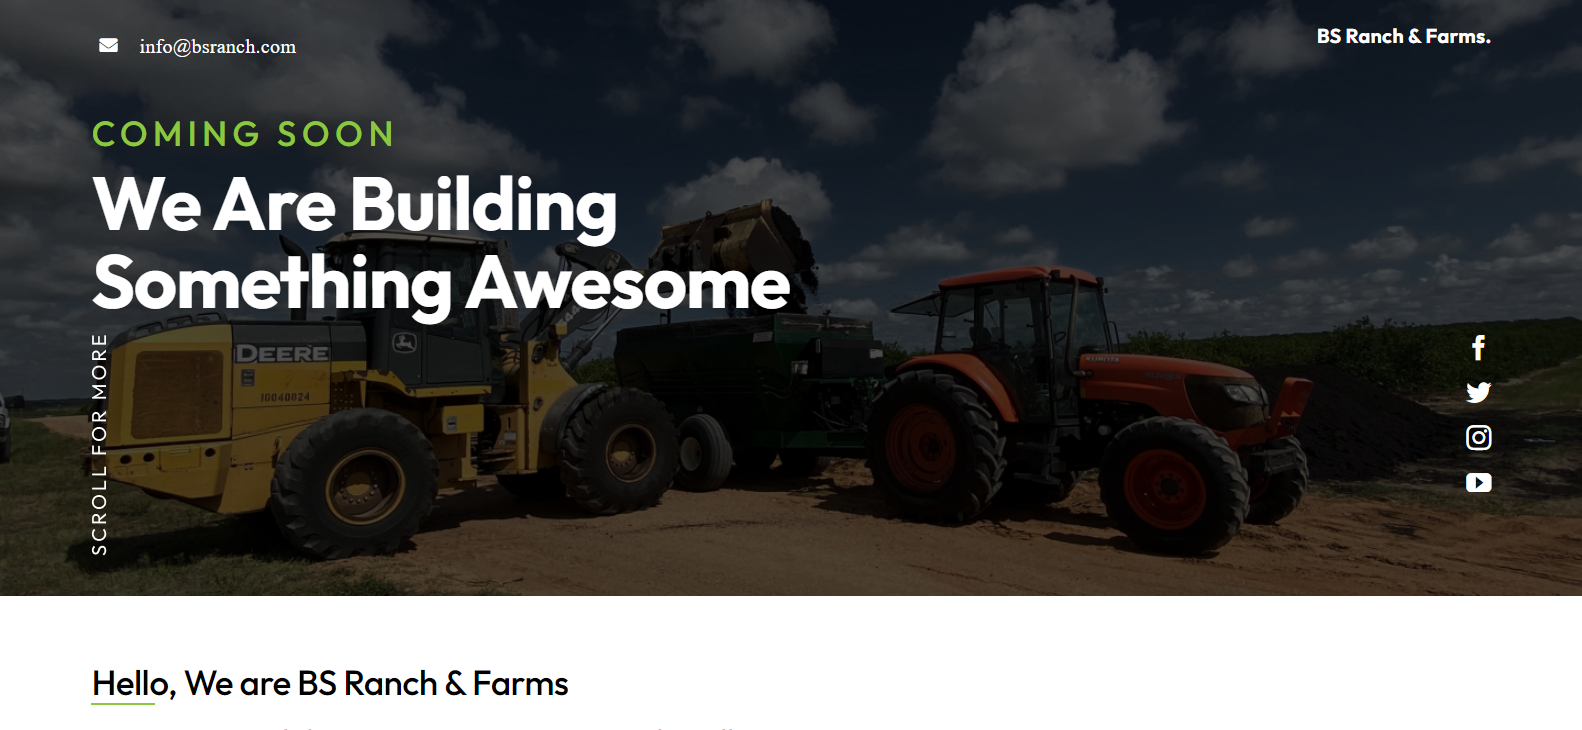 info@bsranch.com
BS Ranch & Farms.
COMING SOON
We Are Building
Something Awesome
SCROLL FOR MORE
DEERE
10040824
KUBOTA
Hello, We are BS Ranch & Farms